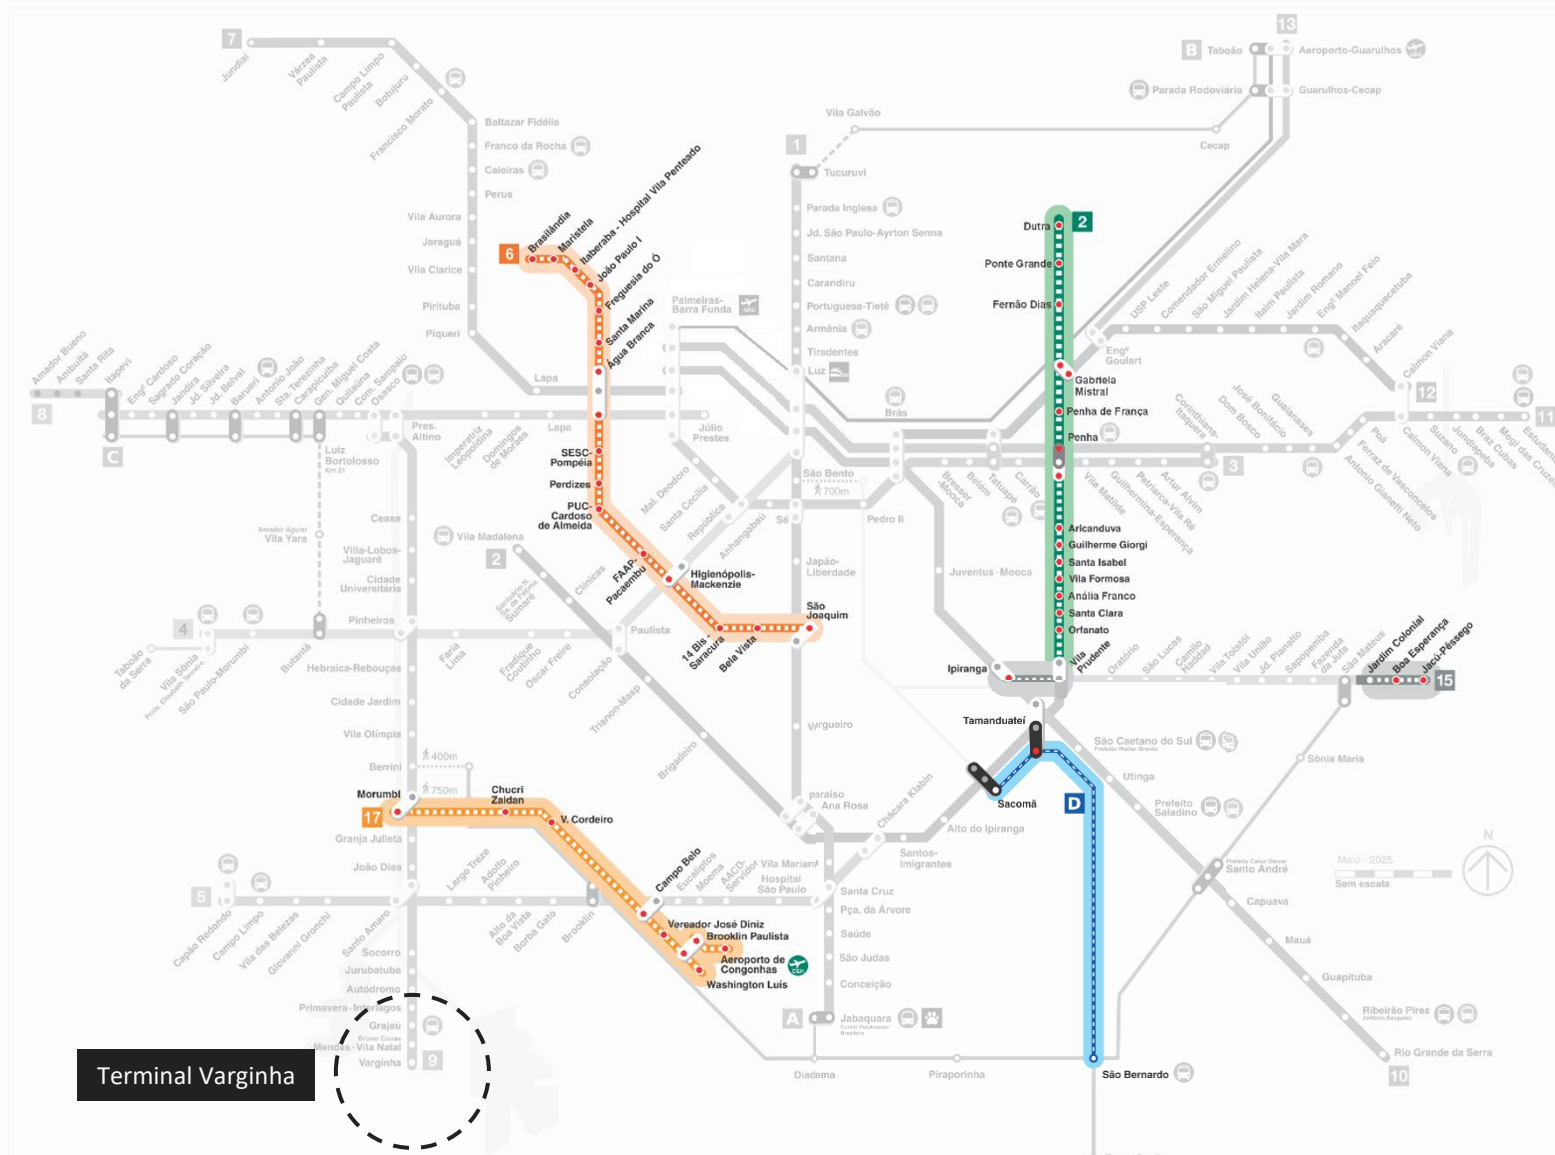 7
Jundiaí
Várzea
Paulista
Campo Limpo
Paulista
Botujuru
Francisco Morato
Baltazar Fidélis
Franco da Rocha
Caieiras
Perus
Vila Aurora
Jaraguá
Vila Clarice
Pirituba
Piqueri
Lapa
13
B
Taboão
Aeroporto-Guarulhos
Parada Rodoviária
Guarulhos-Cecap
Vila Galvão
Cecap
1
Tucuruvi
Parada Inglesa
Jd. São Paulo-Ayrton Senna
Santana
Carandiru
Portuguesa-Tietê
Armênia
Tiradentes
Luz
São Bento
700m
Sé
Japão-
Liberdade
São
Joaquim
Vergueiro
Paraíso
Ana Rosa
Vila Mariana
Santa Cruz
Pça. da Árvore
Saúde
São Judas
Conceição
A
Jabaquara
6
Brasilândia
Maristela
Itaberaba - Hospital Vila Penteado
João Paulo I
Freguesia do Ó
Santa Marina
Água Branca
SESC-
Pompéia
Perdizes
PUC-
Cardoso
de Almeida
FAAP-
Pacaembu
Higienópolis-
Mackenzie
14 Bis -
Saracura
Bela Vista
2
Dutra
Ponte Grande
Fernão Dias
Gabriela
Mistral
Penha de França
Penha
Aricanduva
Guilherme Giorgi
Santa Isabel
Vila Formosa
Anália Franco
Santa Clara
Orfanato
Vila
Prudente
Ipiranga
Tamanduateí
Sacomã
Palmeiras-
Barra Funda
Júlio
Prestes
Mal. Deodoro
Santa Cecília
República
Anhangabaú
Pedro II
Brás
Bresser-
Mooca
Belém
Tatuapé
Carrão
Vila Matilde
Guilhermina-Esperança
Patriarca-Vila Ré
Artur Alvim
Corinthians-
Itaquera
3
Engº
Goulart
USP Leste
Comendador Ermelino
São Miguel Paulista
Jardim Helena-Vila Mara
Itaim Paulista
Jardim Romano
Engº Manoel Feio
Itaquaquecetuba
Aracaré
Calmon Viana
12
Dom Bosco
José Bonifácio
Guaianases
Antonio Gianetti Neto
Ferraz de Vasconcelos
Poá
Calmon Viana
Suzano
Jundiapeba
Braz Cubas
Mogi das Cruzes
Estudantes
11
8
Amador Bueno
Ambuitá
Santa Rita
Itapevi
Engº Cardoso
Sagrado Coração
Jandira
Jd. Silveira
Jd. Belval
Barueri
Antonio João
Sta. Terezinha
Carapicuíba
Gen. Miguel Costa
Quitaúna
Com. Sampaio
Osasco
Pres.
Altino
Imperatriz
Leopoldina
Domingos
de Moraes
Lapa
C
Luiz
Bortolosso
Km 21
Amador Aguiar
Vila Yara
Ceasa
Villa-Lobos-
Jaguaré
Cidade
Universitária
Pinheiros
Hebraica-Rebouças
Cidade Jardim
Vila Olímpia
Berrini
400m
Morumbi
750m
Granja Julieta
João Dias
Santo Amaro
Socorro
Jurubatuba
Autódromo
Primavera-Interlagos
Grajaú
Bruno Covas
Mendes-Vila Natal
Varginha
9
Terminal Varginha
4
Taboão
da Serra
Vila Sônia
São Paulo-Morumbi
Butantã
Faria
Lima
Fradique
Coutinho
Oscar Freire
Paulista
Vila Madalena
2
Sumaré
Clínicas
Consolação
Trianon-Masp
Brigadeiro
Chácara Klabin
Santos-
Imigrantes
Alto do Ipiranga
17
Chucri
Zaidan
V. Cordeiro
Campo Belo
Vereador José Diniz
Brooklin Paulista
Aeroporto de
Congonhas
Washington Luís
5
Capão Redondo
Campo Limpo
Vila das Belezas
Giovanni Gronchi
Largo Treze
Adolfo
Pinheiro
Alto da
Boa Vista
Borba Gato
Brooklin
Eucaliptos
Moema
AACD-
Servidor
Hospital
São Paulo
Juventus-Mooca
Oratório
São Lucas
Camilo
Haddad
Vila Tolstói
Vila União
Jd. Planalto
Sapopemba
Fazenda
da Juta
São Mateus
Jardim Colonial
Boa Esperança
Jacú-Pêssego
15
São Caetano do Sul
Prefeito Walter Braido
Utinga
Prefeito
Saladino
Prefeito Celso Daniel
Santo André
Capuava
Mauá
Guapituba
Ribeirão Pires
Rio Grande da Serra
10
Sônia Maria
D
São Bernardo
Diadema
Piraporinha
Maio - 2025
Sem escala
N